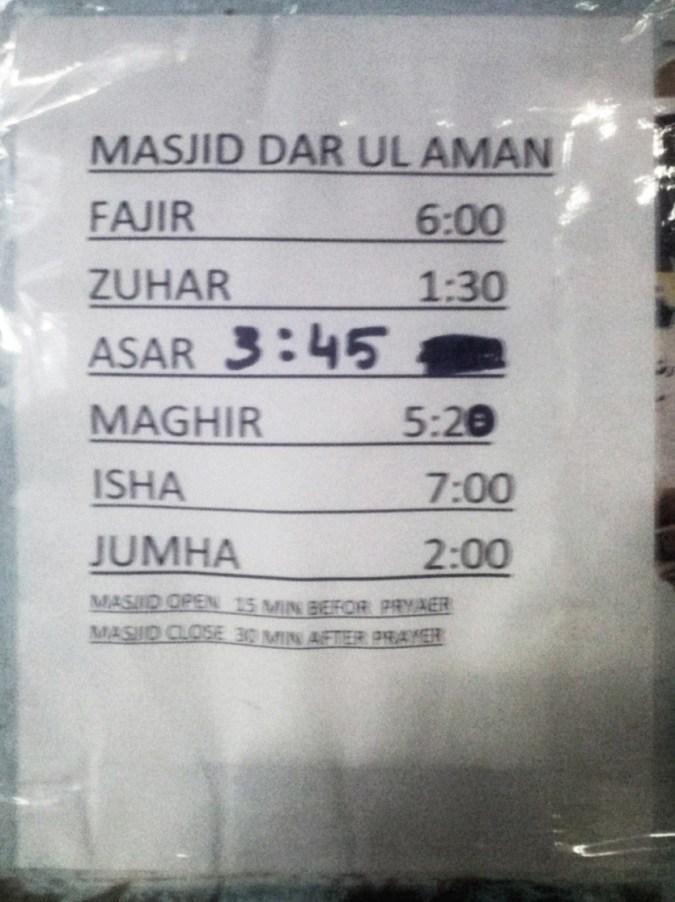 MASJID DAR UL AMAN
FAJIR 6:00
ZUHAR 1:30
ASAR 3:45
MAGHIR 5:20
ISHA 7:00
JUMHA 2:00
MASJID OPEN 15 MIN BEFOR PRYAER
MASJID CLOSE 30 MIN AFTER PRAYER